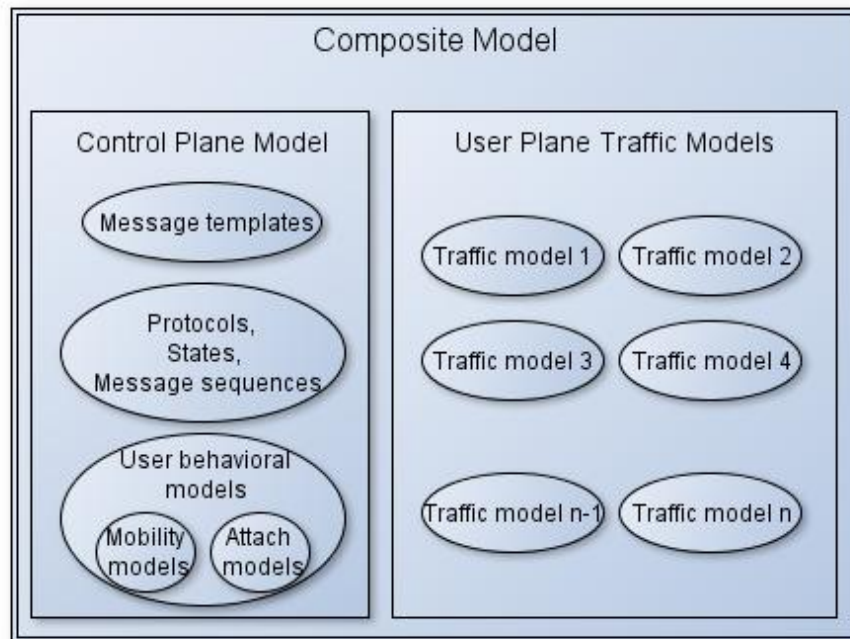 Composite Model
Control Plane Model
Message templates
Protocols,
States,
Message sequences
User behavioral
models
Mobility
models
Attach
models
User Plane Traffic Models
Traffic model 1
Traffic model 2
Traffic model 3
Traffic model 4
Traffic model n-1
Traffic model n